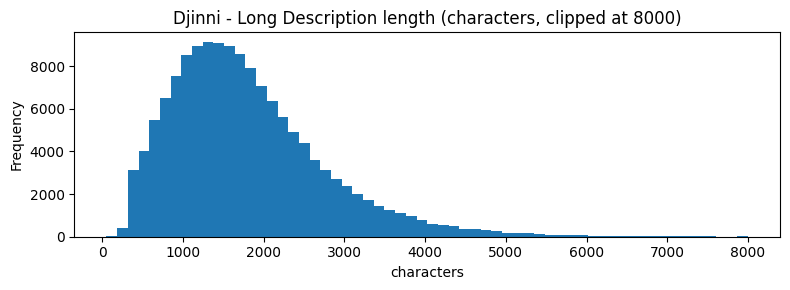 Djinni - Long Description length (characters, clipped at 8000)
Frequency
8000
6000
4000
2000
0
0 1000 2000 3000 4000 5000 6000 7000 8000
characters